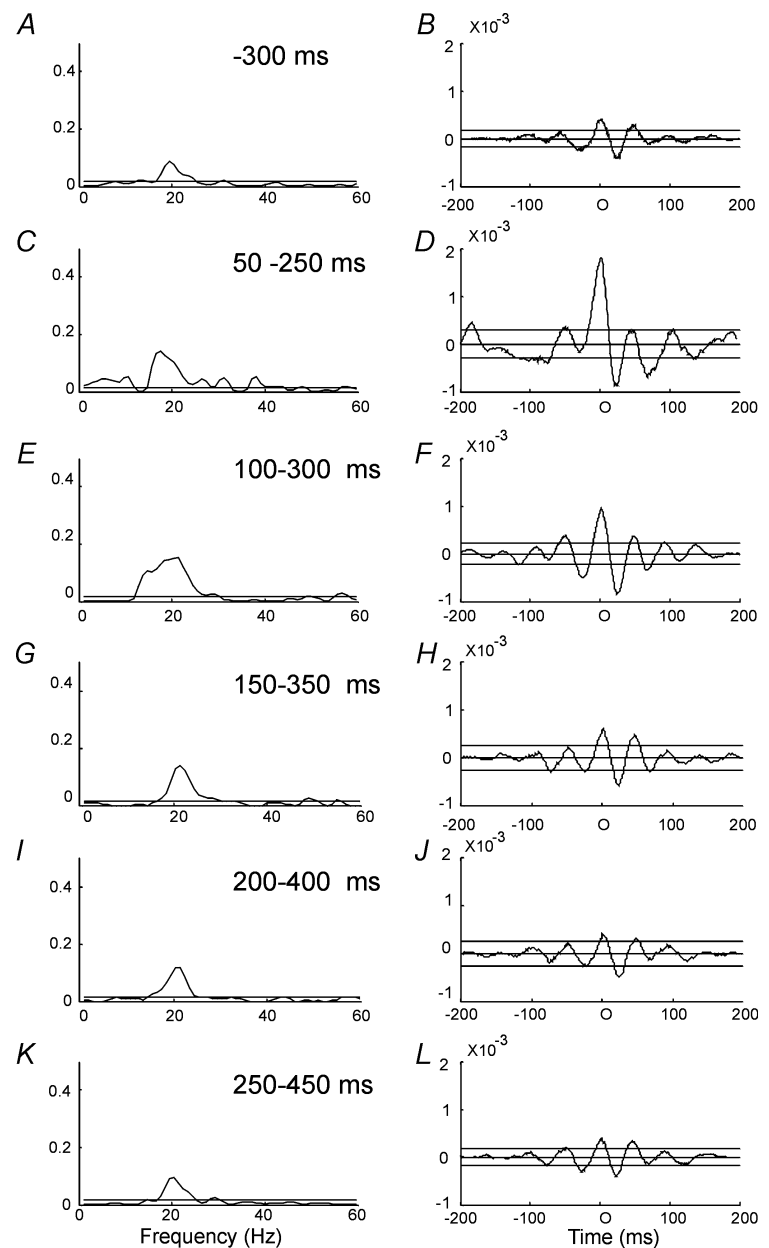 A
-300 ms
0.4
0.2
0
0 20 40 60
B
X10-3
2
1
0
-1
-200 -100 O 100 200
C
50 -250 ms
0.4
0.2
0
0 20 40 60
D
X10-3
2
1
0
-1
-200 -100 O 100 200
E
100-300 ms
0.4
0.2
0
0 20 40 60
F
X10-3
2
1
0
-1
-200 -100 O 100 200
G
150-350 ms
0.4
0.2
0
0 20 40 60
H
X10-3
2
1
0
-1
-200 -100 O 100 200
I
200-400 ms
0.4
0.2
0
0 20 40 60
J
X10-3
2
1
0
-1
-200 -100 O 100 200
K
250-450 ms
0.4
0.2
0
0 20 40 60
Frequency (Hz)
L
X10-3
2
1
0
-1
-200 -100 O 100 200
Time (ms)